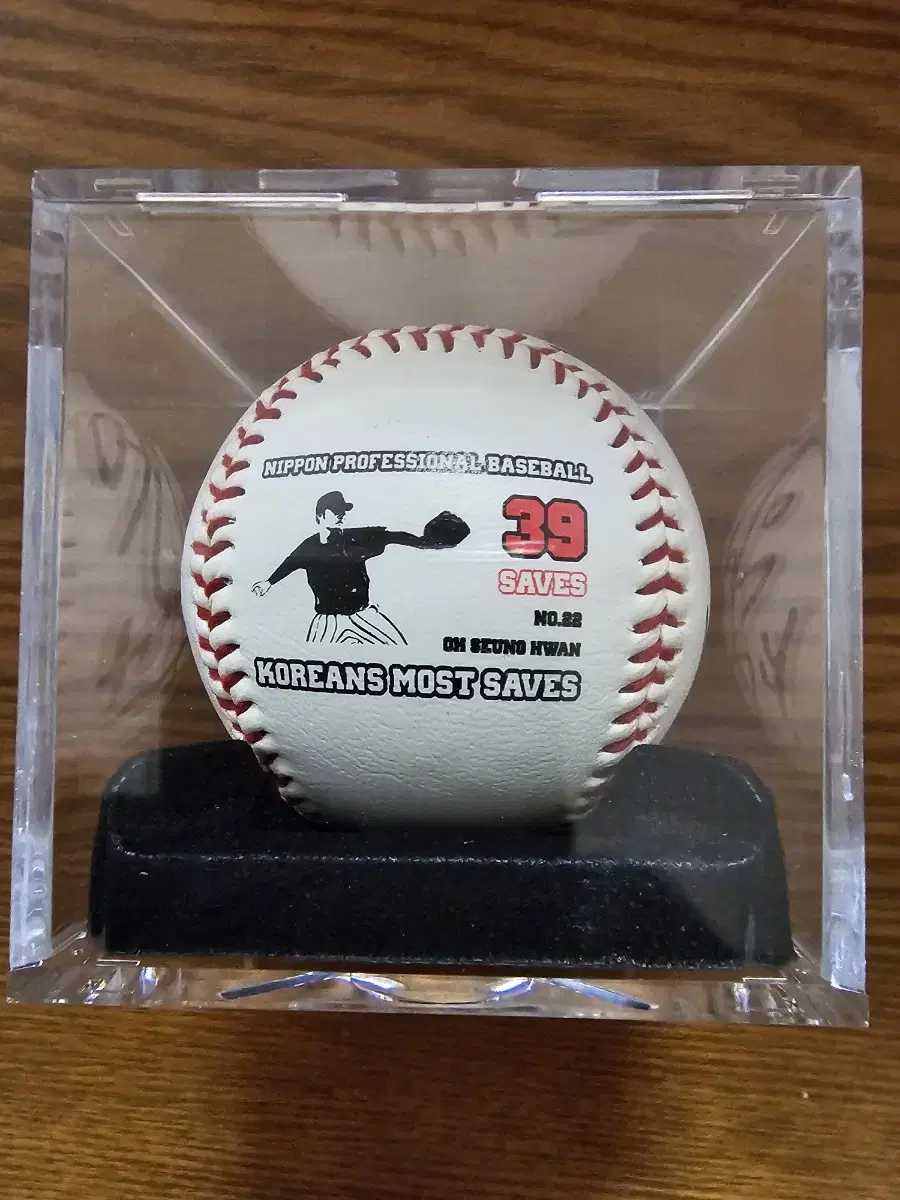 NIPPON PROFESSIONAL BASEBALL
39
SAVES
NO.22
OH SEUNG HWAN
KOREANS MOST SAVES